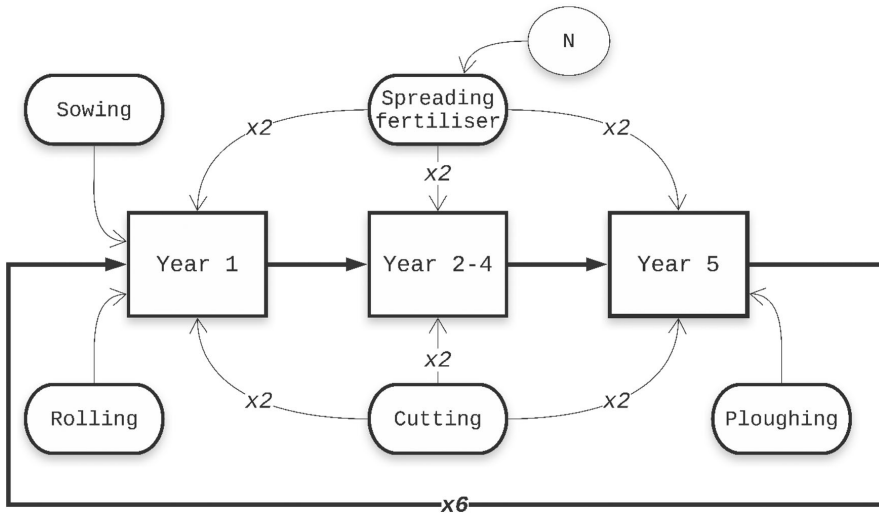 N
Sowing
Spreading
fertiliser
x2
x2
x2
Year 1
Year 2-4
Year 5
x2
x2
x2
Rolling
Cutting
Ploughing
x6